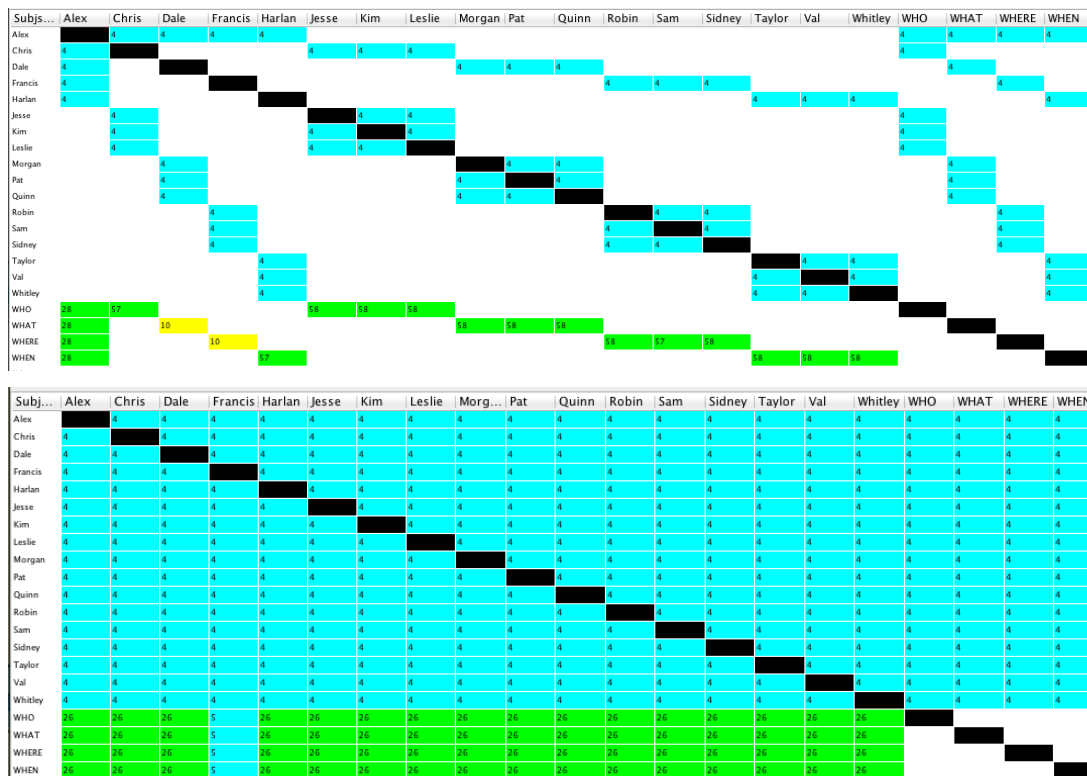 Subj... Alex Chris Dale Francis Harlan Jesse Kim Leslie Morgan Pat Quinn Robin Sam Sidney Taylor Val Whitley WHO WHAT WHERE WHEN
Alex 4 4 4 4 4 4 4 4
Chris 4 4 4 4 4
Dale 4 4 4 4 4
Francis 4 4 4 4 4
Harlan 4 4 4 4 4
Jesse 4 4 4 4
Kim 4 4 4 4
Leslie 4 4 4 4
Morgan 4 4 4 4
Pat 4 4 4 4
Quinn 4 4 4 4
Robin 4 4 4 4
Sam 4 4 4 4
Sidney 4 4 4 4
Taylor 4 4 4 4
Val 4 4 4 4
Whitley 4 4 4 4
WHO 28 57 58 58 58
WHAT 28 10 58 58 58
WHERE 28 10 58 57 58
WHEN 28 57 58 58 58
Subj... Alex Chris Dale Francis Harlan Jesse Kim Leslie Morg... Pat Quinn Robin Sam Sidney Taylor Val Whitley WHO WHAT WHERE WHEN
Alex 4 4 4 4 4 4 4 4 4 4 4 4 4 4 4 4 4 4 4 4
Chris 4 4 4 4 4 4 4 4 4 4 4 4 4 4 4 4 4 4 4 4
Dale 4 4 4 4 4 4 4 4 4 4 4 4 4 4 4 4 4 4 4 4
Francis 4 4 4 4 4 4 4 4 4 4 4 4 4 4 4 4 4 4 4 4
Harlan 4 4 4 4 4 4 4 4 4 4 4 4 4 4 4 4 4 4 4 4
Jesse 4 4 4 4 4 4 4 4 4 4 4 4 4 4 4 4 4 4 4 4
Kim 4 4 4 4 4 4 4 4 4 4 4 4 4 4 4 4 4 4 4 4
Leslie 4 4 4 4 4 4 4 4 4 4 4 4 4 4 4 4 4 4 4 4
Morgan 4 4 4 4 4 4 4 4 4 4 4 4 4 4 4 4 4 4 4 4
Pat 4 4 4 4 4 4 4 4 4 4 4 4 4 4 4 4 4 4 4 4
Quinn 4 4 4 4 4 4 4 4 4 4 4 4 4 4 4 4 4 4 4 4
Robin 4 4 4 4 4 4 4 4 4 4 4 4 4 4 4 4 4 4 4 4
Sam 4 4 4 4 4 4 4 4 4 4 4 4 4 4 4 4 4 4 4 4
Sidney 4 4 4 4 4 4 4 4 4 4 4 4 4 4 4 4 4 4 4 4
Taylor 4 4 4 4 4 4 4 4 4 4 4 4 4 4 4 4 4 4 4 4
Val 4 4 4 4 4 4 4 4 4 4 4 4 4 4 4 4 4 4 4 4
Whitley 4 4 4 4 4 4 4 4 4 4 4 4 4 4 4 4 4 4 4 4
WHO 26 26 26 5 26 26 26 26 26 26 26 26 26 26 26 26 26
WHAT 26 26 26 5 26 26 26 26 26 26 26 26 26 26 26 26 26
WHERE 26 26 26 5 26 26 26 26 26 26 26 26 26 26 26 26 26
WHEN 26 26 26 5 26 26 26 26 26 26 26 26 26 26 26 26 26